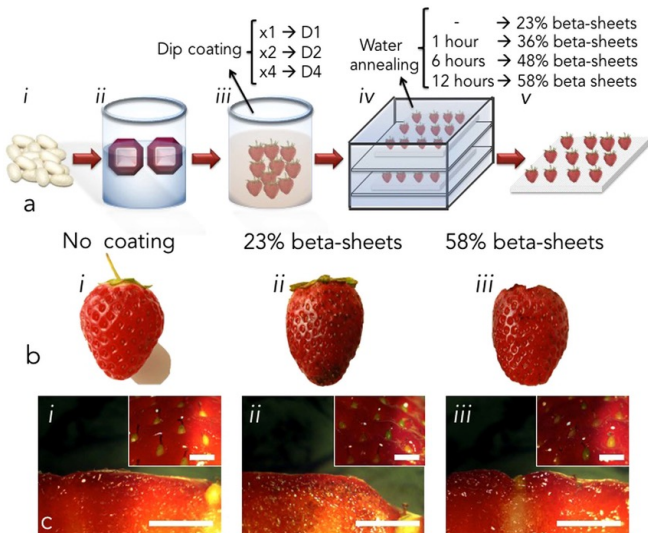 Dip coating
x1 → D1
x2 → D2
x4 → D4
Water
annealing
- → 23% beta-sheets
1 hour → 36% beta-sheets
6 hours → 48% beta-sheets
12 hours → 58% beta sheets
i
ii
iii
iv
v
a
No coating
23% beta-sheets
58% beta-sheets
i
ii
iii
b
i
ii
iii
c